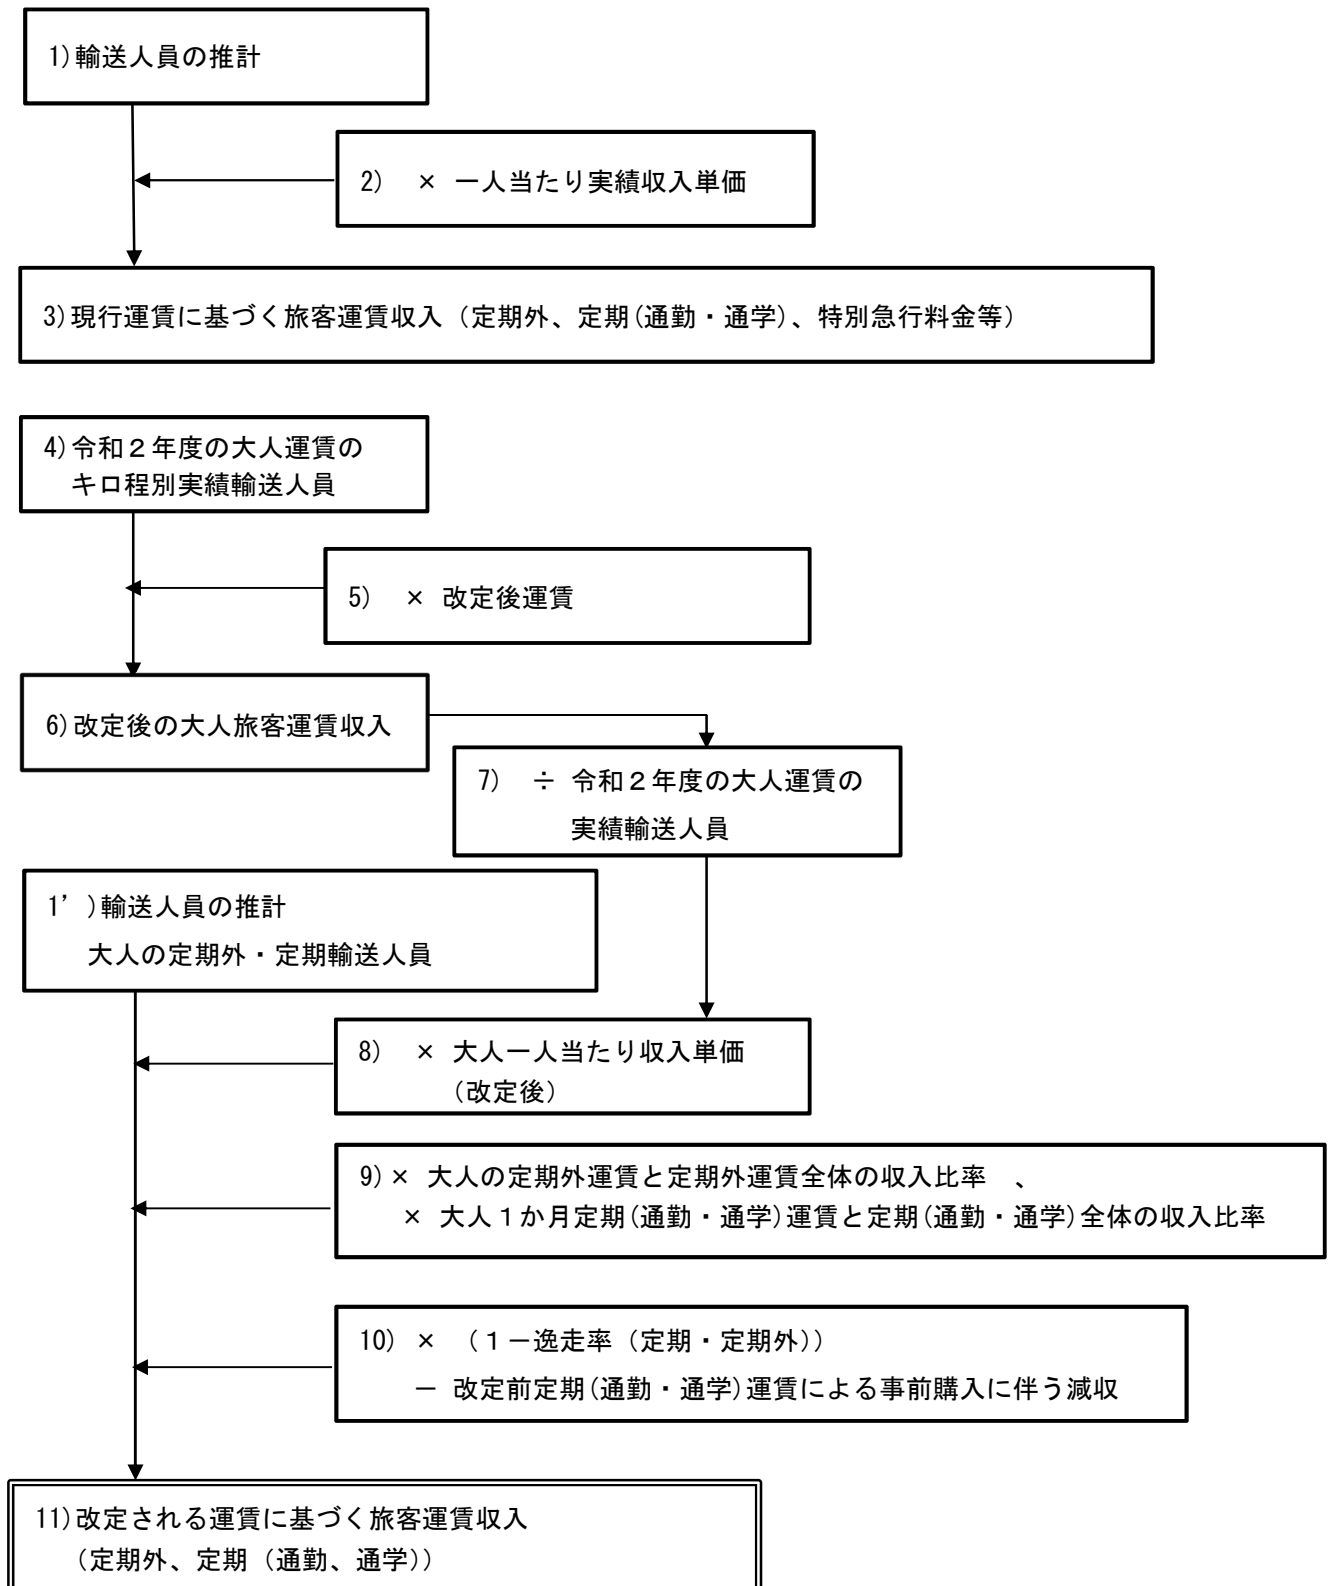 1)輸送人員の推計
2)　× 一人当たり実績収入単価
3)現行運賃に基づく旅客運賃収入（定期外、定期(通勤・通学)、特別急行料金等）
4)令和２年度の大人運賃の
キロ程別実績輸送人員
5)　× 改定後運賃
6)改定後の大人旅客運賃収入
7)　÷ 令和２年度の大人運賃の
実績輸送人員
1’)輸送人員の推計
大人の定期外・定期輸送人員
8)　× 大人一人当たり収入単価
（改定後）
9)× 大人の定期外運賃と定期外運賃全体の収入比率　、
× 大人１か月定期(通勤・通学)運賃と定期(通勤・通学)全体の収入比率
10) × （１－逸走率（定期・定期外））
－ 改定前定期(通勤・通学)運賃による事前購入に伴う減収
11)改定される運賃に基づく旅客運賃収入
（定期外、定期（通勤、通学））